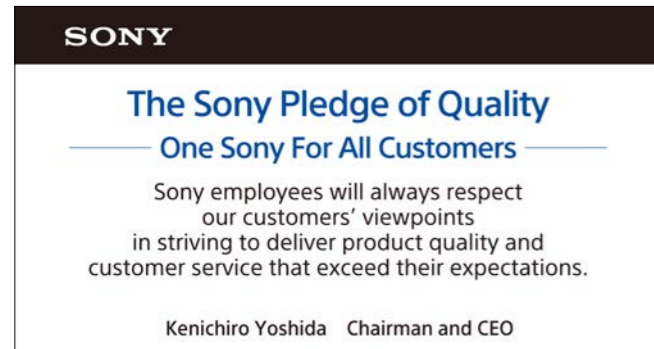 SONY
The Sony Pledge of Quality
One Sony For All Customers
Sony employees will always respect
our customers’ viewpoints
in striving to deliver product quality and
customer service that exceed their expectations.
Kenichiro Yoshida Chairman and CEO